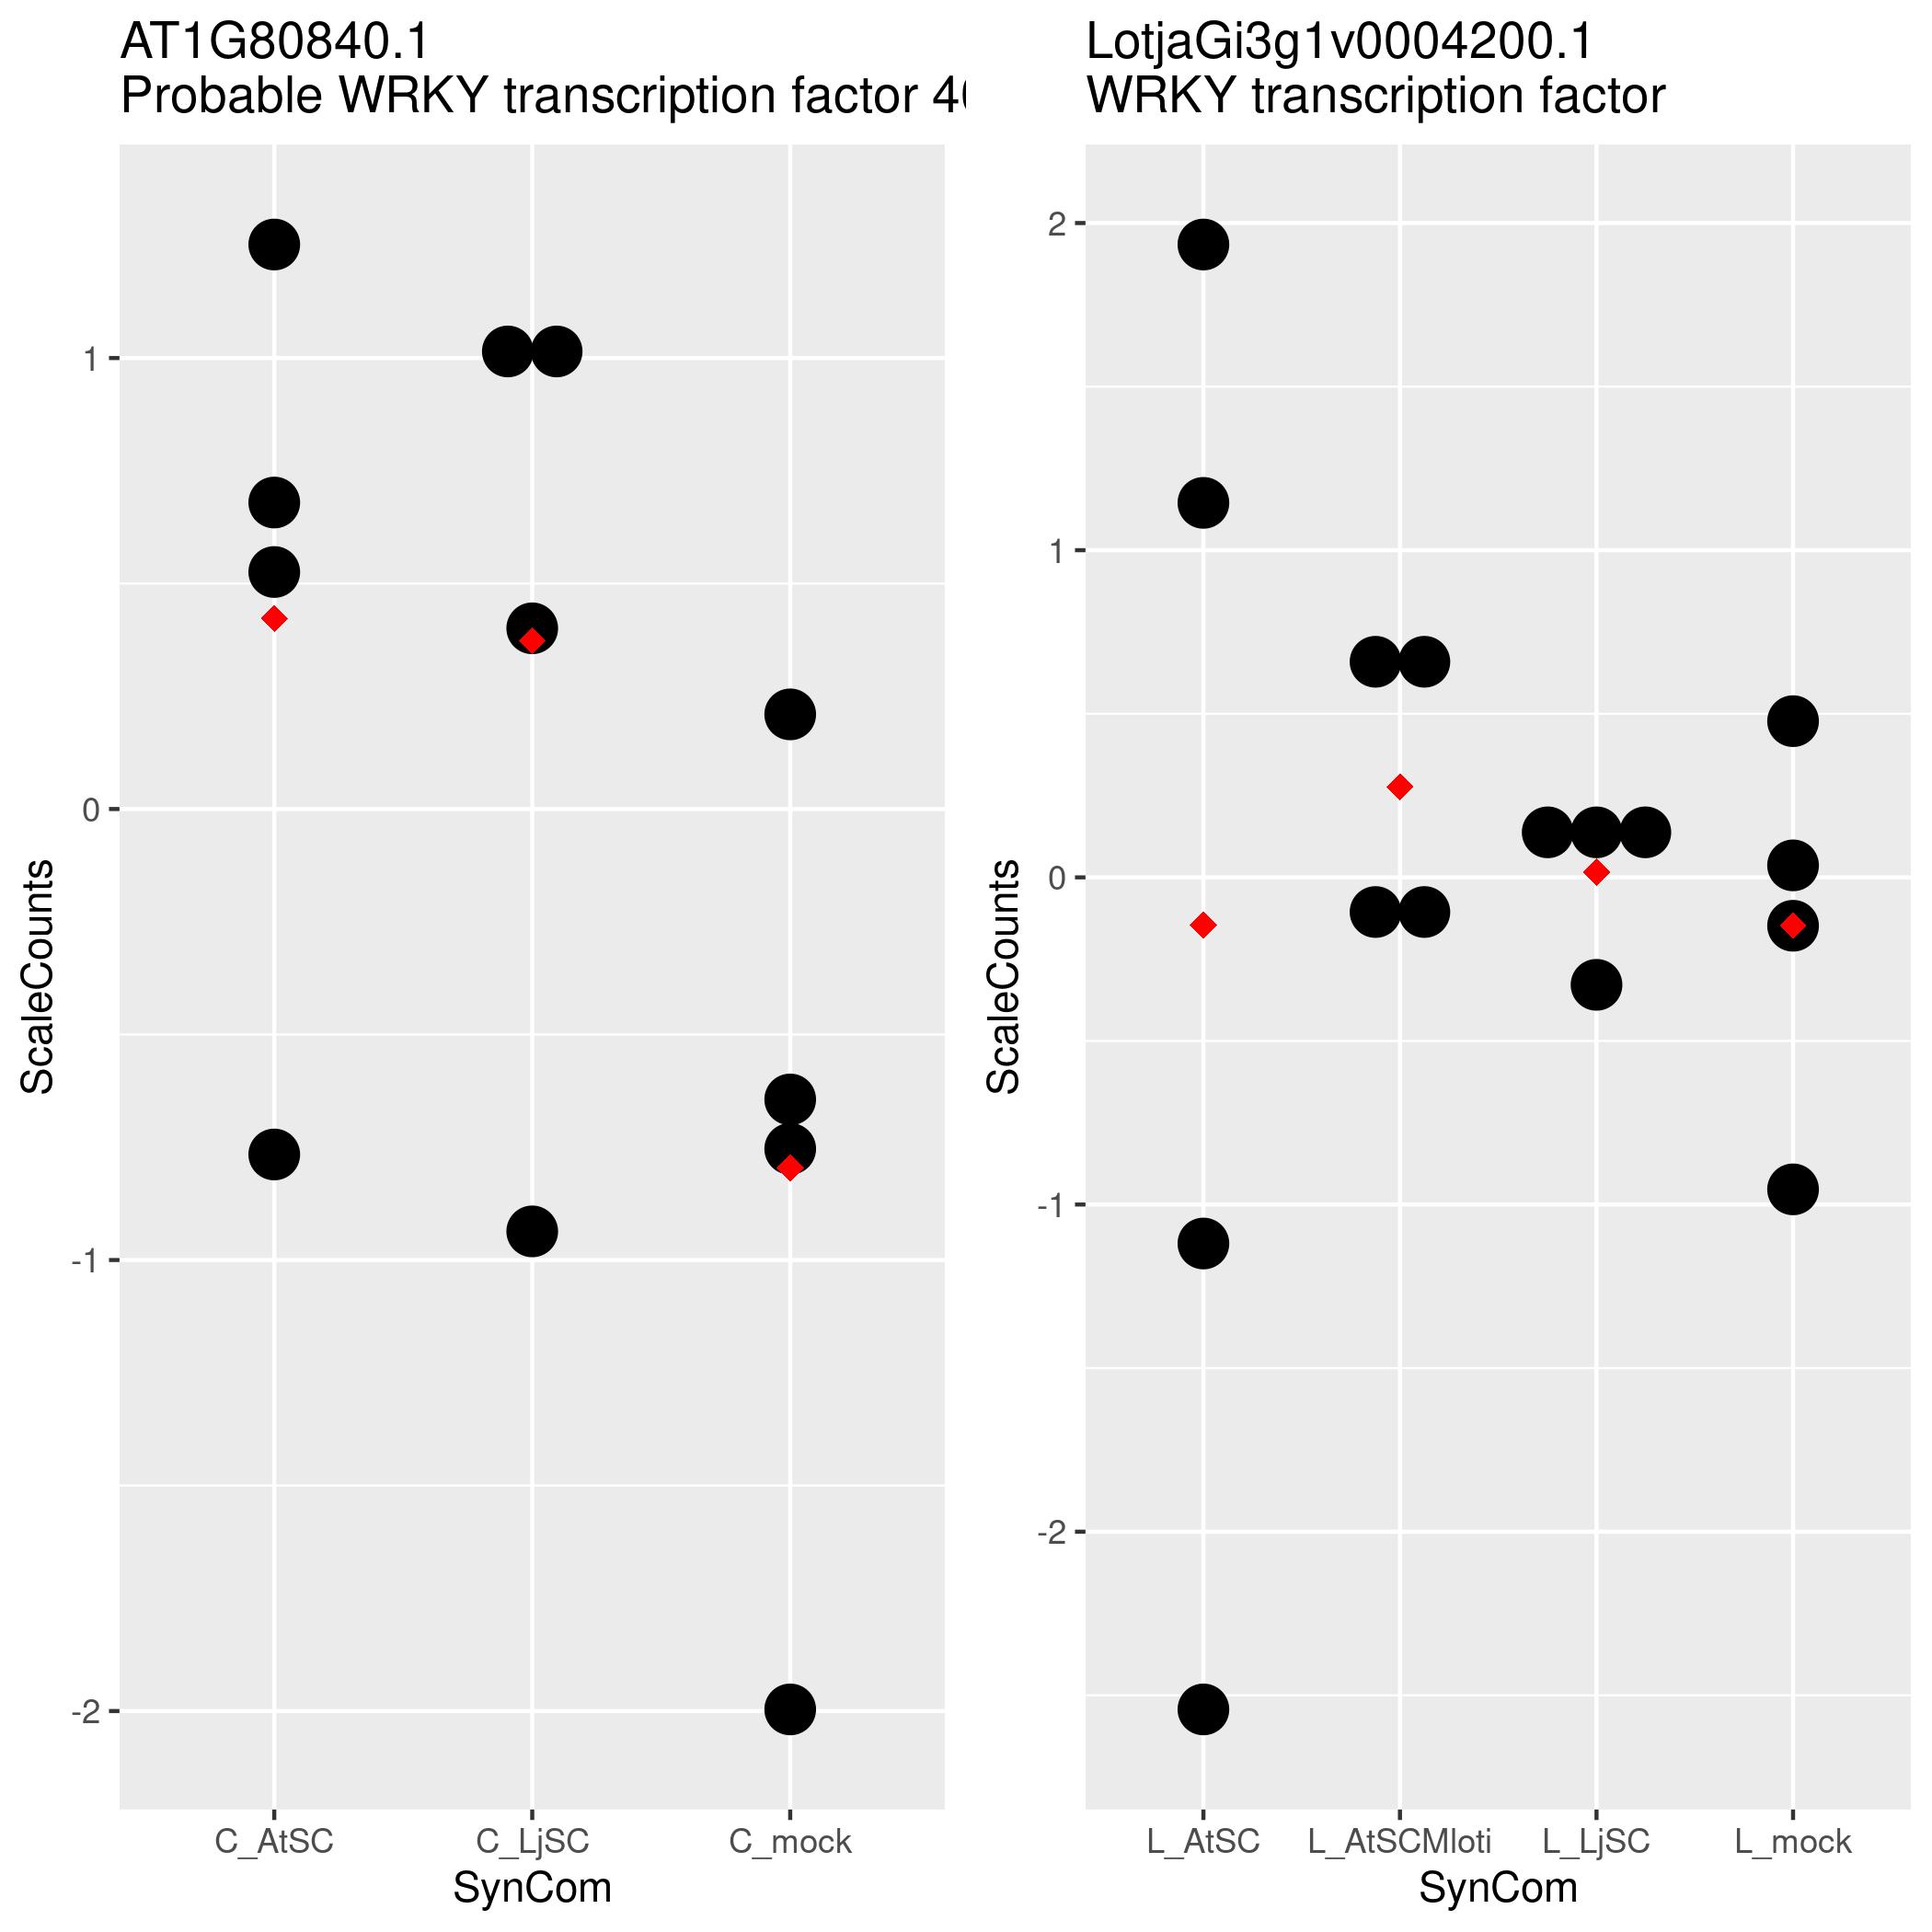 AT1G80840.1
Probable WRKY transcription factor
ScaleCounts
1
0
-1
-2
C_AtSC C_LjSC C_mock
SynCom
LotjaGi3g1v0004200.1
WRKY transcription factor
ScaleCounts
2
1
0
-1
-2
L_AtSC L_AtSCMloti L_LjSC L_mock
SynCom